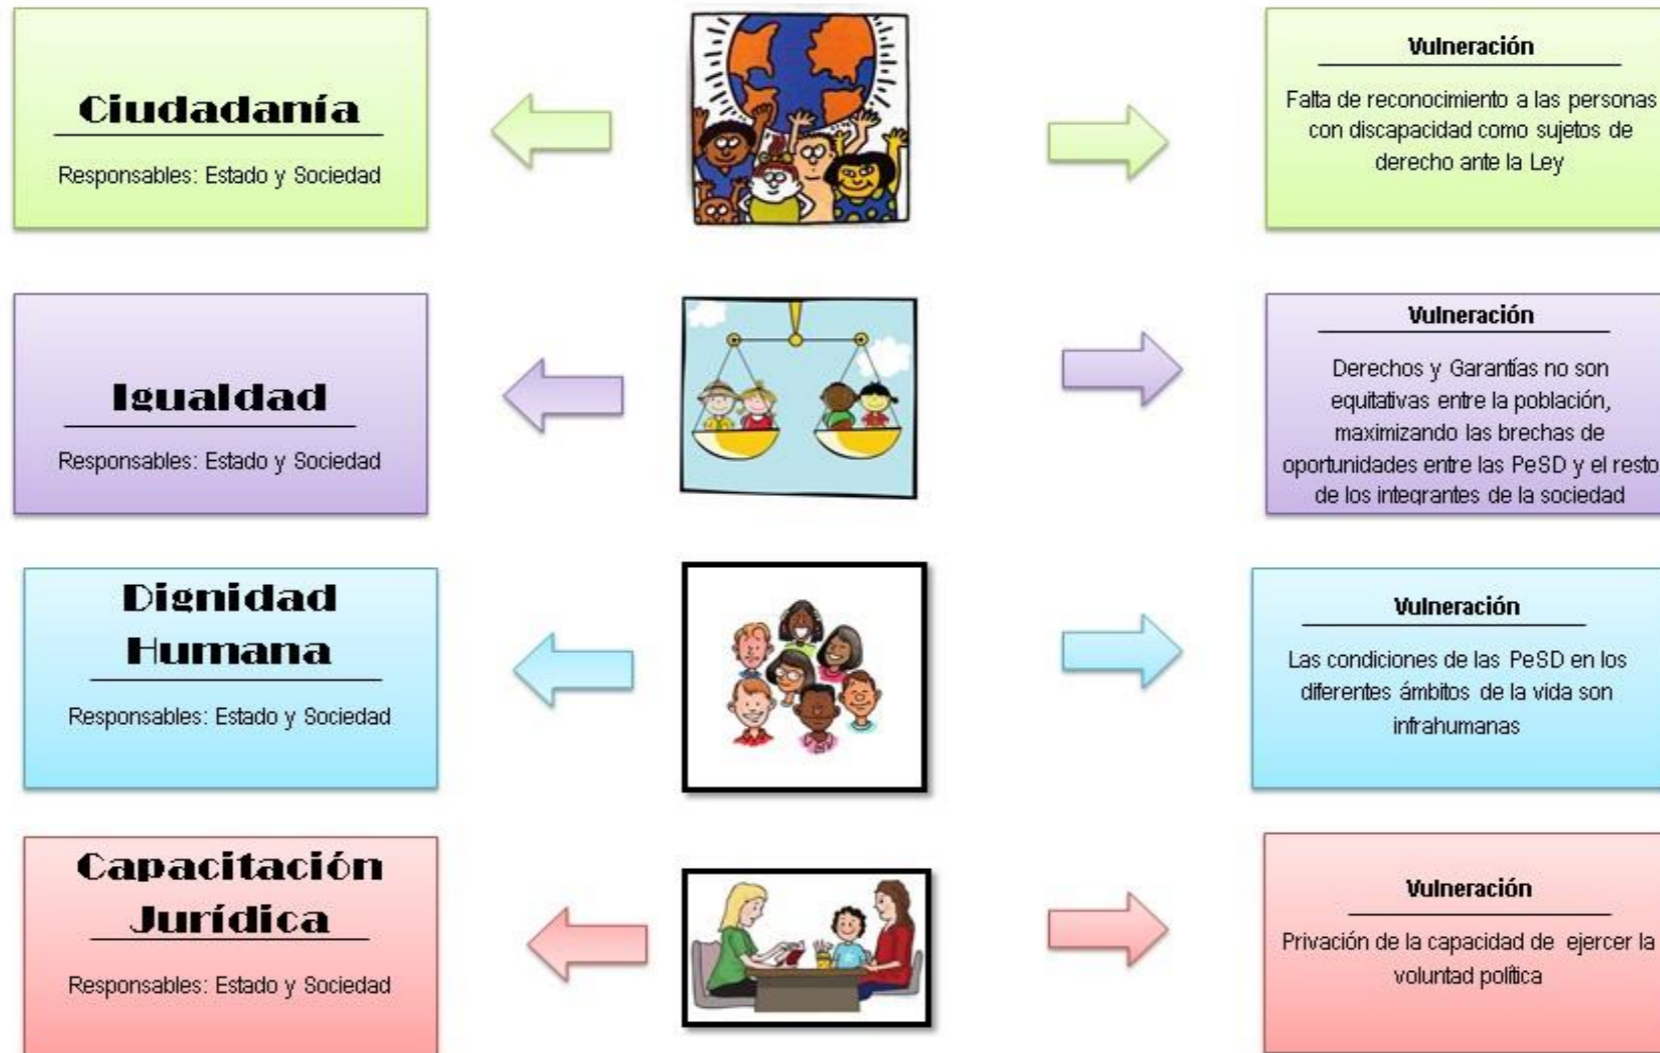 Ciudadanía
Responsables: Estado y Sociedad
Vulneración
Falta de reconocimiento a las personas
con discapacidad como sujetos de
derecho ante la Ley
Igualdad
Responsables: Estado y Sociedad
Vulneración
Derechos y Garantías no son
equitativas entre la población,
maximizando las brechas de
oportunidades entre las PeSD y el resto
de los integrantes de la sociedad
Dignidad
Humana
Responsables: Estado y Sociedad
Vulneración
Las condiciones de las PeSD en los
diferentes ámbitos de la vida son
infrahumanas
Capacitación
Jurídica
Responsables: Estado y Sociedad
Vulneración
Privación de la capacidad de ejercer la
voluntad política